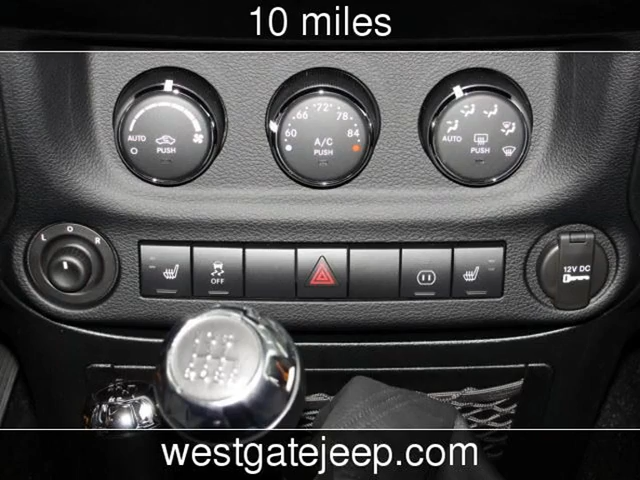 10 miles
72°
66 78
60 84
AUTO A/C AUTO
O PUSH PUSH PUSH
L O R
OFF
12V DC
westgatejeep.com